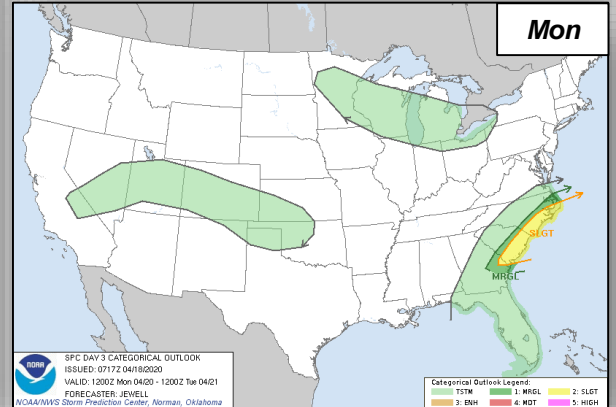 Mon
SLGT
MRGL
NOAA
SPC DAY 3 CATEGORICAL OUTLOOK
ISSUED: 0717Z 04/18/2020
VALID: 1200Z Mon 04/20 - 1200Z Tue 04/21
FORECASTER: JEWELL
NOAA/NWS Storm Prediction Center, Norman, Oklahoma
Categorical Outlook Legend:
TSTM 1: MRGL 2: SLGT
3: ENH 4: MDT 5: HIGH